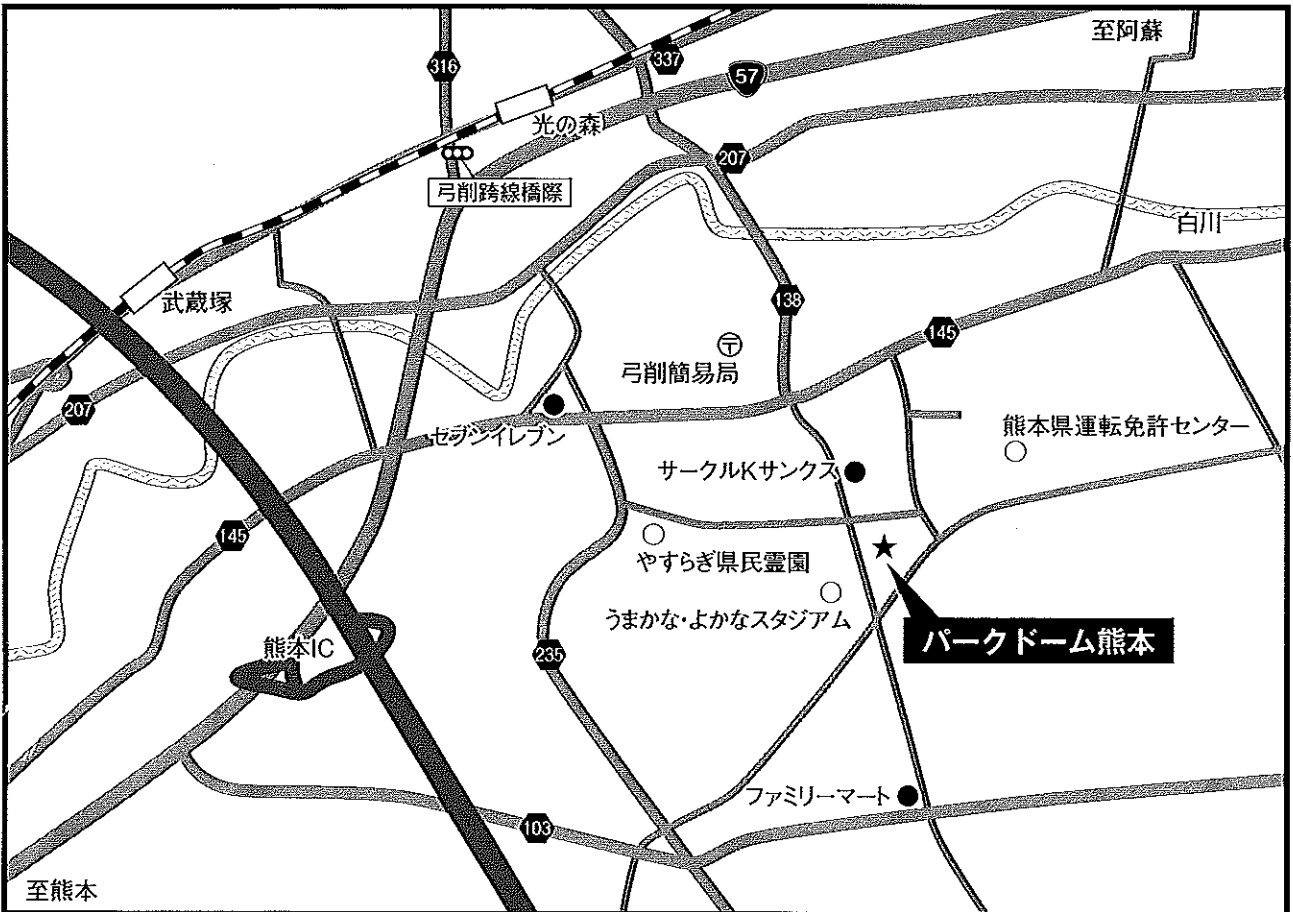 至阿蘇
316
337
57
光の森
207
弓削跨線橋際
白川
武蔵塚
138
145
〒
弓削簡易局
207
セブンイレブン
熊本県運転免許センター
サークルKサンクス
145
やすらぎ県民霊園
うまかな・よかなスタジアム
パークドーム熊本
熊本IC
235
ファミリーマート
103
至熊本